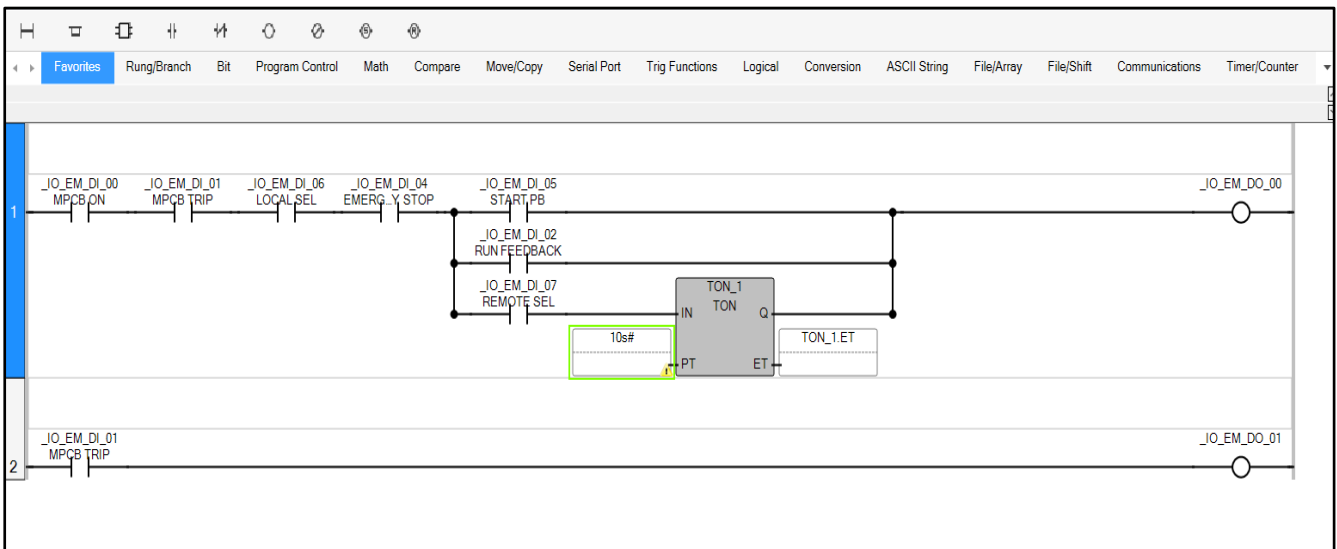 Favorites Rung/Branch Bit Program Control Math Compare Move/Copy Serial Port Trig Functions Logical Conversion ASCII String File/Array File/Shift Communications Timer/Counter
_IO_EM_DI_00 _IO_EM_DI_01 _IO_EM_DI_06 _IO_EM_DI_04 _IO_EM_DI_05 _IO_EM_DO_00
MPCB ON MPCB TRIP LOCAL SEL EMERG...Y STOP START PB
1
_IO_EM_DI_02
RUN FEEDBACK
_IO_EM_DI_07 TON_1
REMOTE SEL TON
IN Q
10s# TON_1.ET
PT ET
_IO_EM_DI_01 _IO_EM_DO_01
MPCB TRIP
2